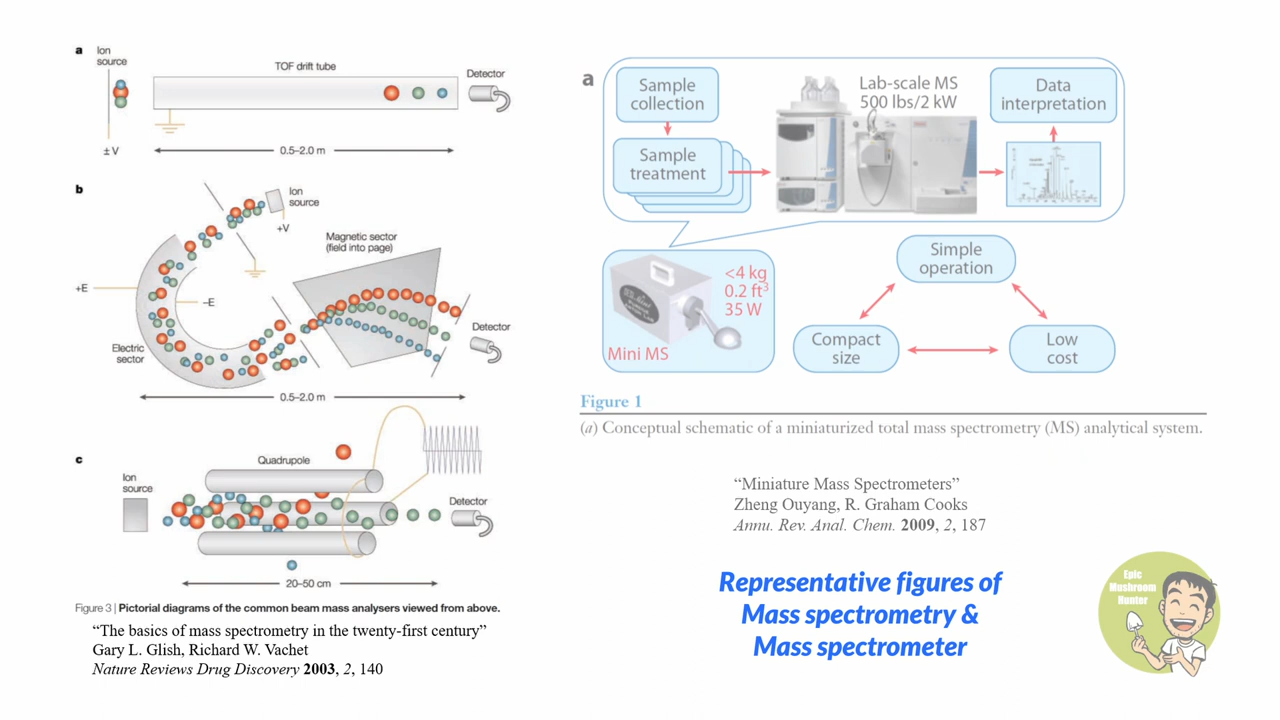 a
Ion
source
TOF drift tube
Detector
± V
0.5–2.0 m
b
Ion
source
+V
Magnetic sector
(field into page)
+E
–E
Electric
sector
Detector
0.5–2.0 m
c
Quadrupole
Ion
source
Detector
20–50 cm
Figure 3 | Pictorial diagrams of the common beam mass analysers viewed from above.
“The basics of mass spectrometry in the twenty-first century”
Gary L. Glish, Richard W. Vachet
Nature Reviews Drug Discovery 2003, 2, 140
a
Sample
collection
Sample
treatment
Lab-scale MS
500 lbs/2 kW
Data
interpretation
<4 kg
0.2 ft³
35 W
Mini MS
Simple
operation
Compact
size
Low
cost
Figure 1
(a) Conceptual schematic of a miniaturized total mass spectrometry (MS) analytical system.
“Miniature Mass Spectrometers”
Zheng Ouyang, R. Graham Cooks
Annu. Rev. Anal. Chem. 2009, 2, 187
Representative figures of
Mass spectrometry &
Mass spectrometer
Epic
Mushroom
Hunter